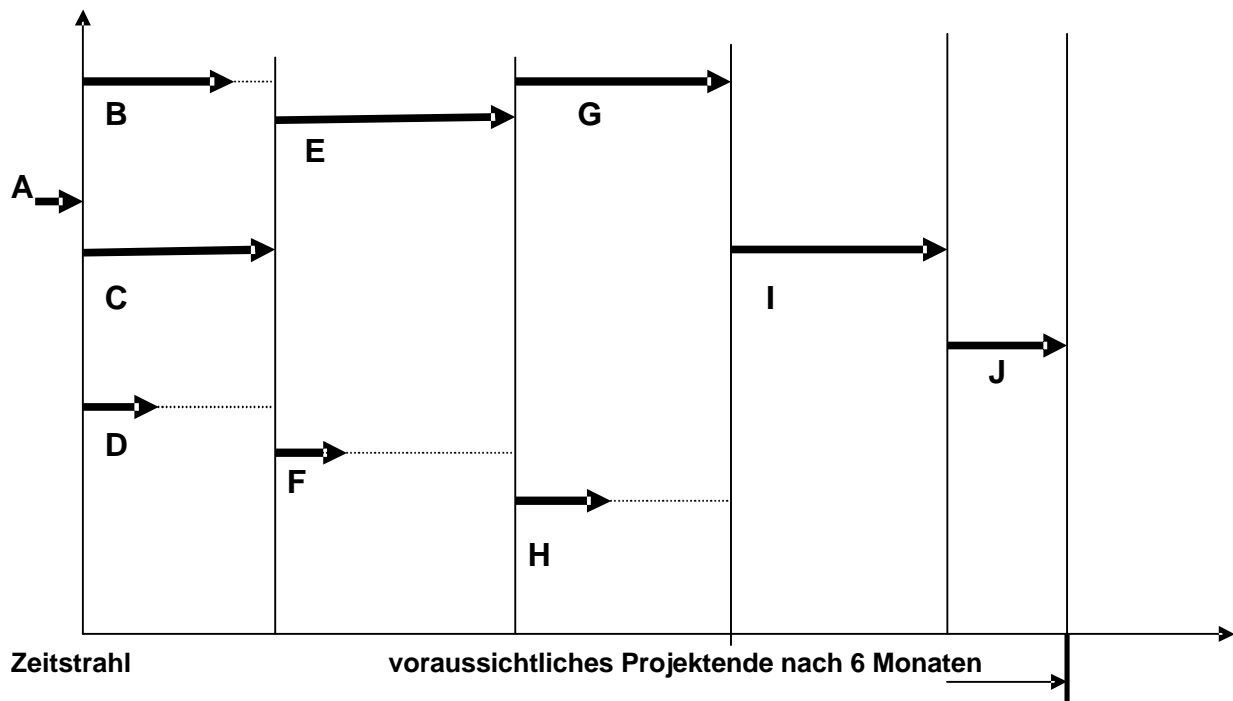 B
G
E
A
C
I
J
D
F
H
Zeitstrahl
voraussichtliches Projektende nach 6 Monaten